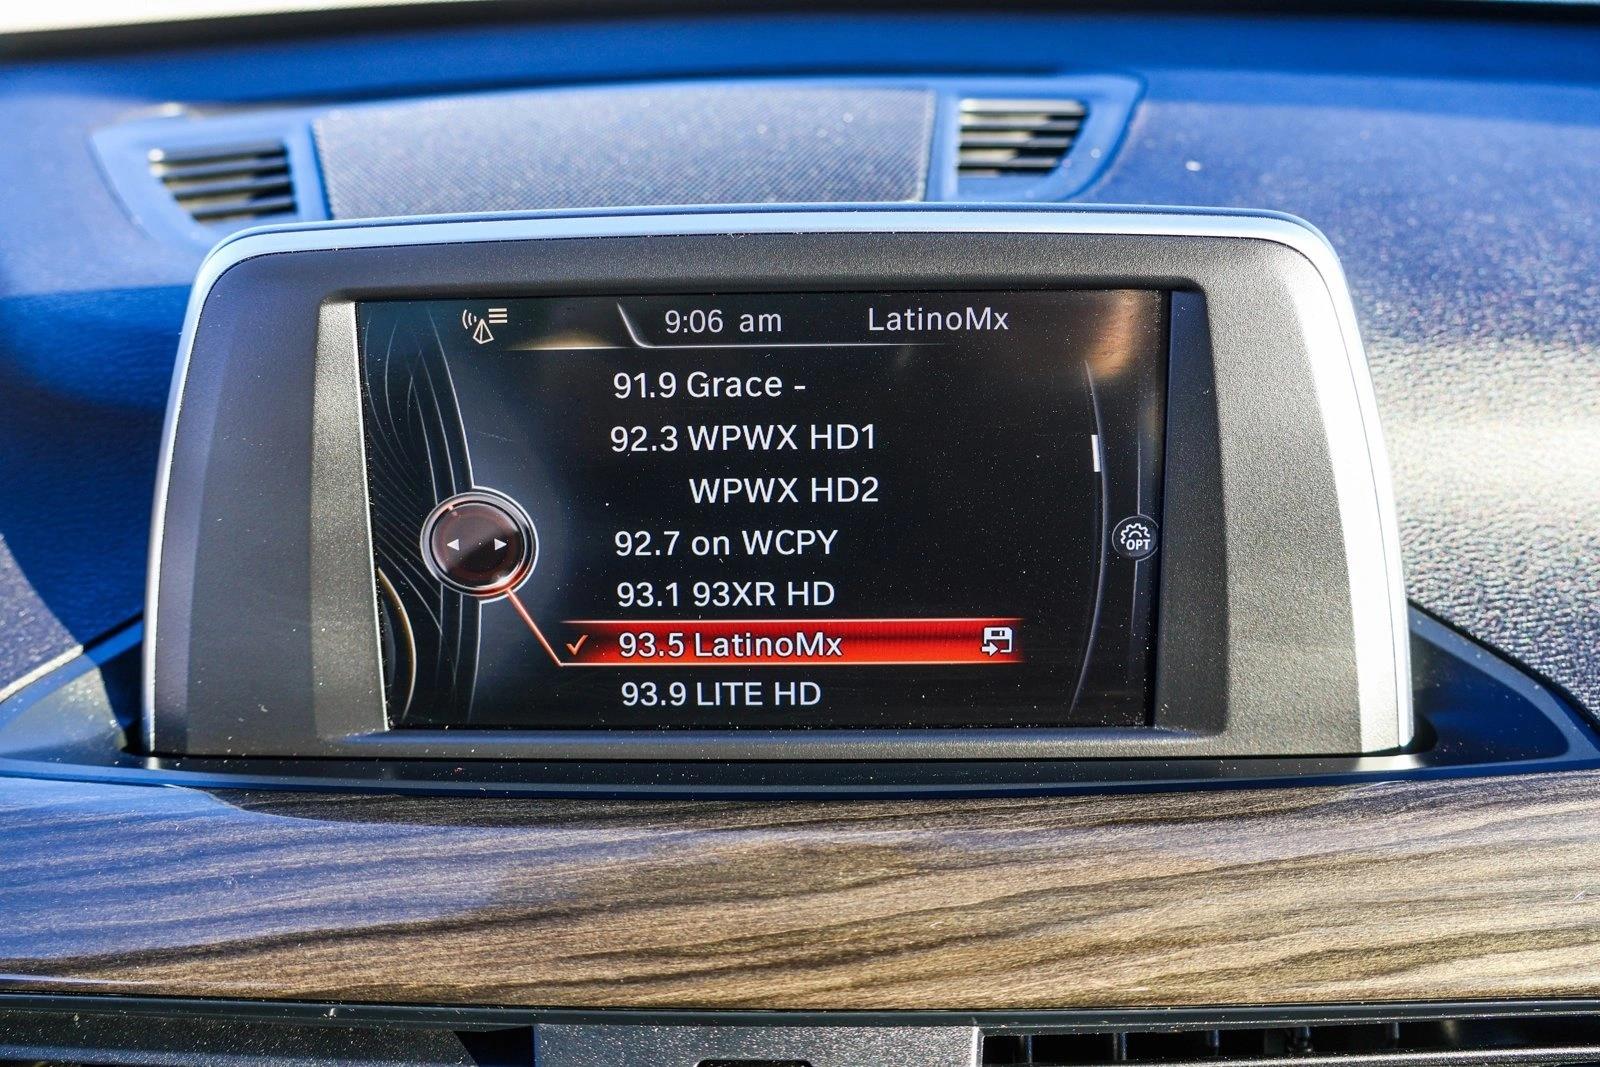 9:06 am LatinoMx
91.9 Grace -
92.3 WPWX HD1
WPWX HD2
92.7 on WCPY
93.1 93XR HD
93.5 LatinoMx
OPT
93.9 LITE HD